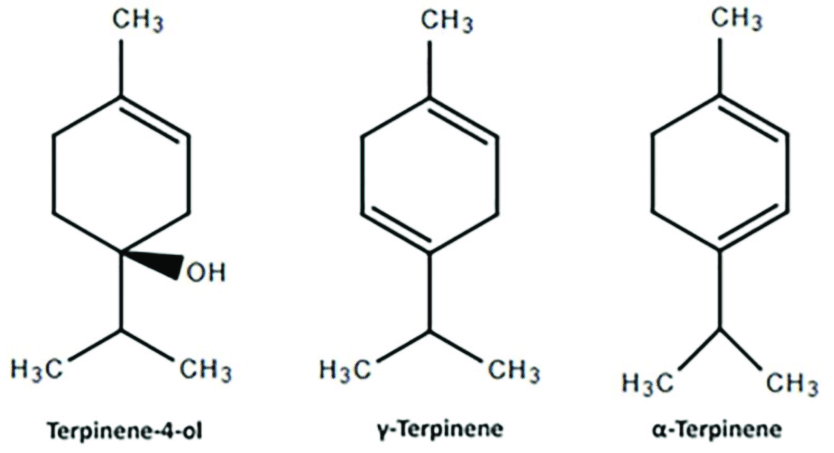 CH3 CH3 CH3
OH
H3C CH3 H3C CH3 H3C CH3
Terpinene-4-ol γ-Terpinene α-Terpinene